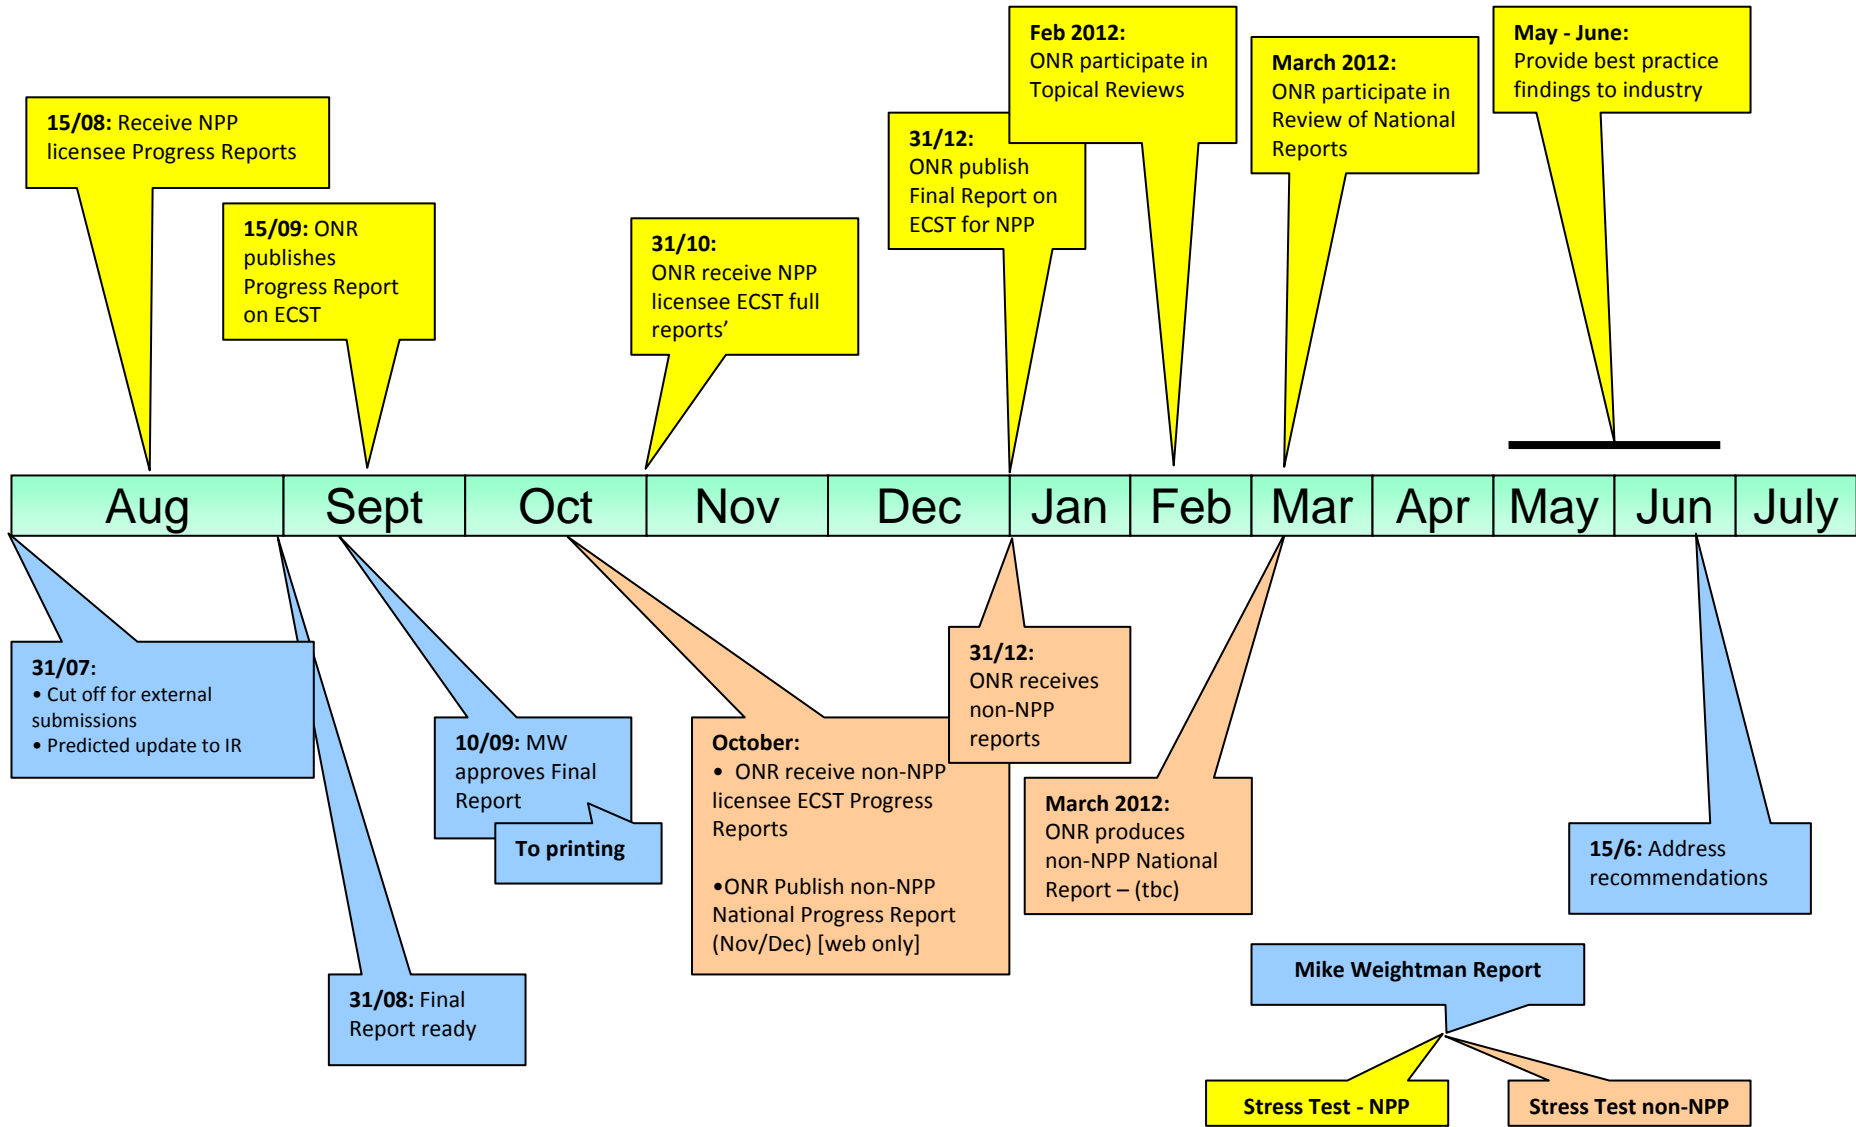 15/08: Receive NPP
licensee Progress Reports
15/09: ONR
publishes
Progress Report
on ECST
31/10:
ONR receive NPP
licensee ECST full
reports’
31/12:
ONR publish
Final Report on
ECST for NPP
Feb 2012:
ONR participate in
Topical Reviews
March 2012:
ONR participate in
Review of National
Reports
May - June:
Provide best practice
findings to industry
Aug Sept Oct Nov Dec Jan Feb Mar Apr May Jun July
31/07:
• Cut off for external
submissions
• Predicted update to IR
31/08: Final
Report ready
10/09: MW
approves Final
Report
To printing
October:
• ONR receive non-NPP
licensee ECST Progress
Reports
•ONR Publish non-NPP
National Progress Report
(Nov/Dec) [web only]
31/12:
ONR receives
non-NPP
reports
March 2012:
ONR produces
non-NPP National
Report – (tbc)
15/6: Address
recommendations
Mike Weightman Report
Stress Test - NPP
Stress Test non-NPP